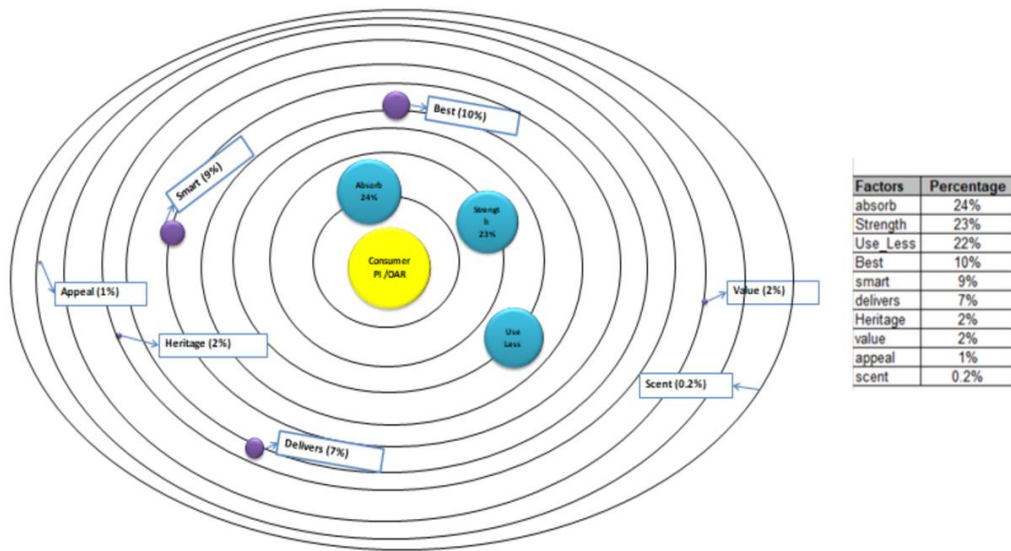 Best (10%)
Smart (9%)
Absorb
24%
Strengt
h
23%
Consumer
PI /OAR
Appeal (1%)
Value (2%)
Heritage (2%)
Use
Less
Scent (0.2%)
Delivers (7%)
Factors Percentage
absorb 24%
Strength 23%
Use_Less 22%
Best 10%
smart 9%
delivers 7%
Heritage 2%
value 2%
appeal 1%
scent 0.2%